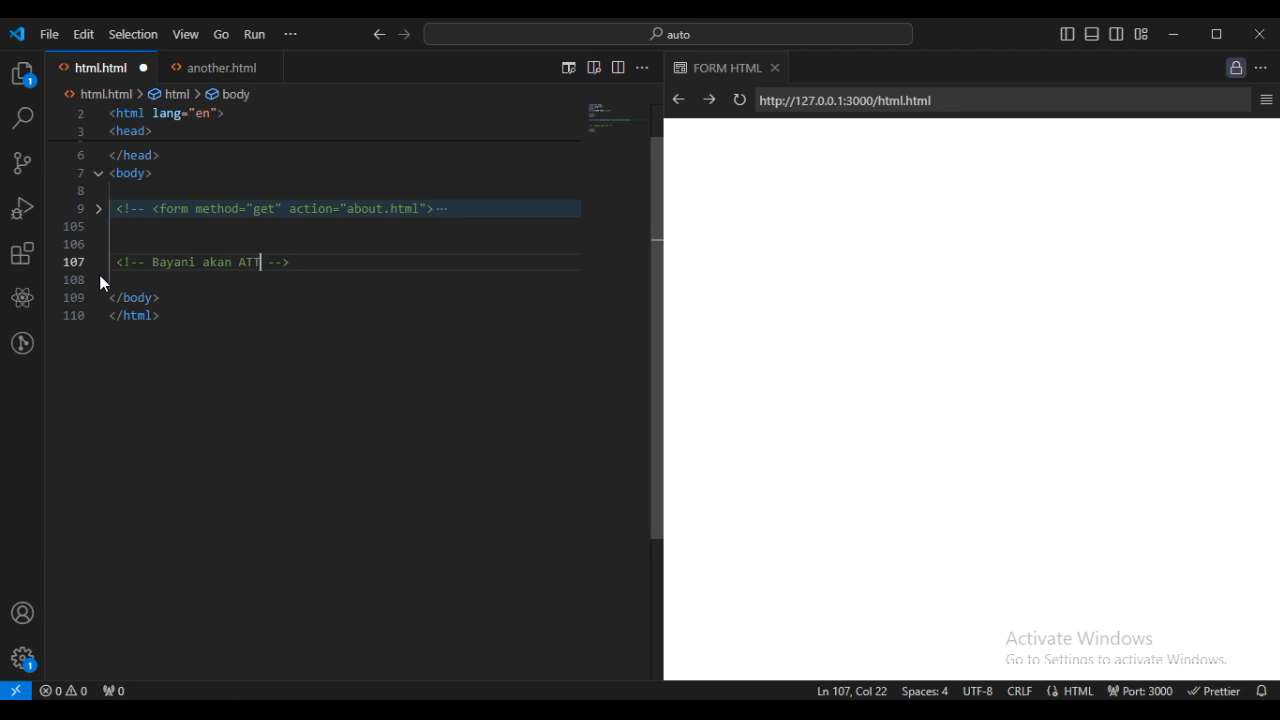 File Edit Selection View Go Run ··· auto
html.html another.html FORM HTML
html.html > html > body http://127.0.0.1:3000/html.html
2 <html lang="en">
3 <head>
6 </head>
7 <body>
8
9 <!-- <form method="get" action="about.html"> ···
105
106
107 <!-- Bayani akan ATT -->
108
109 </body>
110 </html>
1
Activate Windows
Go to Settings to activate Windows.
0 0 0 Ln 107, Col 22 Spaces: 4 UTF-8 CRLF {} HTML Port: 3000 Prettier